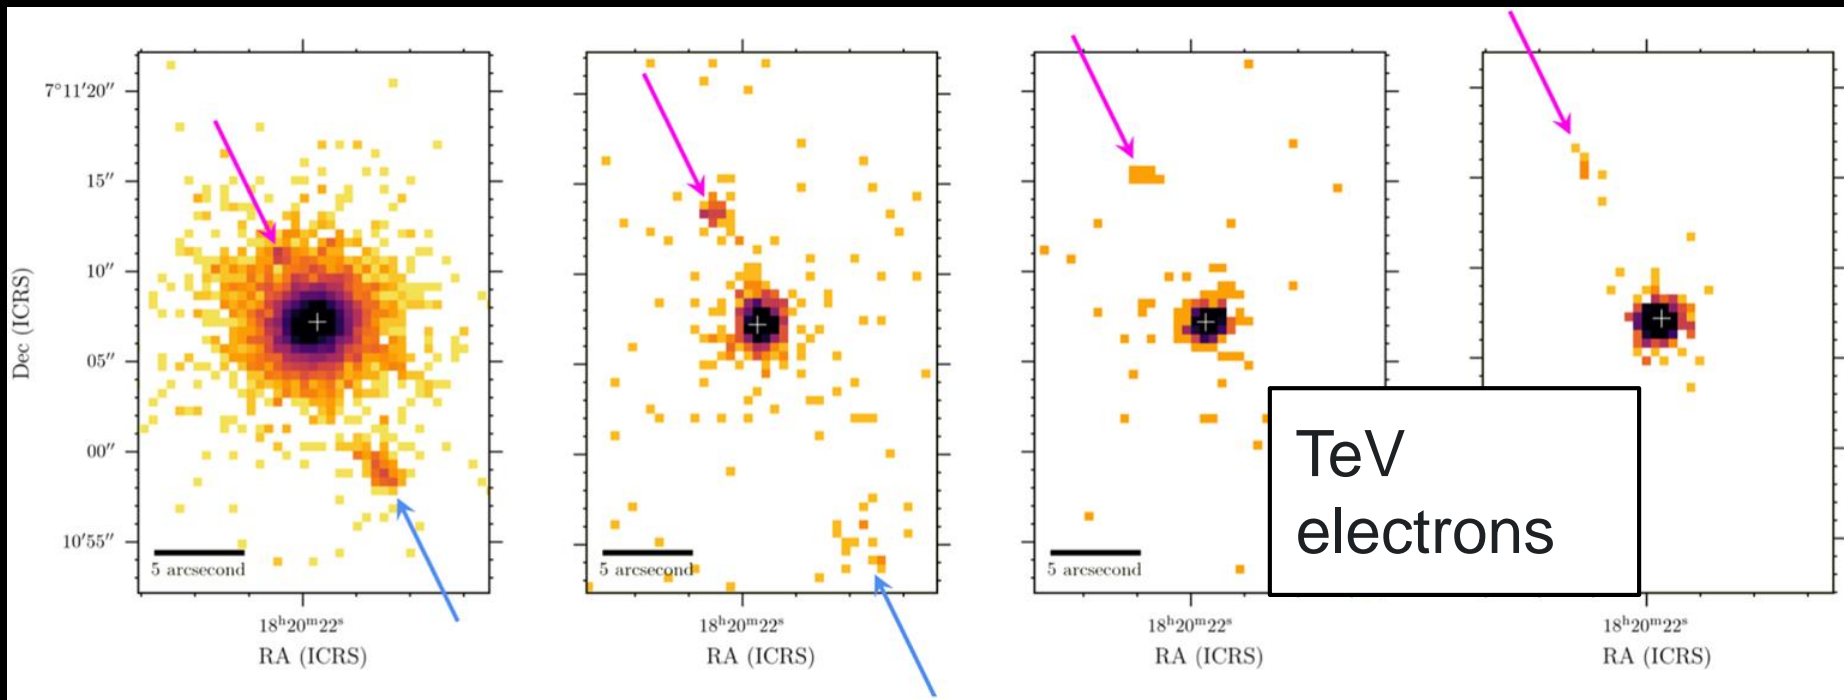 7°11′20″
15″
10″
05″
00″
10′55″
Dec (ICRS)
5 arcsecond
5 arcsecond
5 arcsecond
TeV
electrons
18ʰ20ᵐ22ˢ
18ʰ20ᵐ22ˢ
18ʰ20ᵐ22ˢ
18ʰ20ᵐ22ˢ
RA (ICRS)
RA (ICRS)
RA (ICRS)
RA (ICRS)